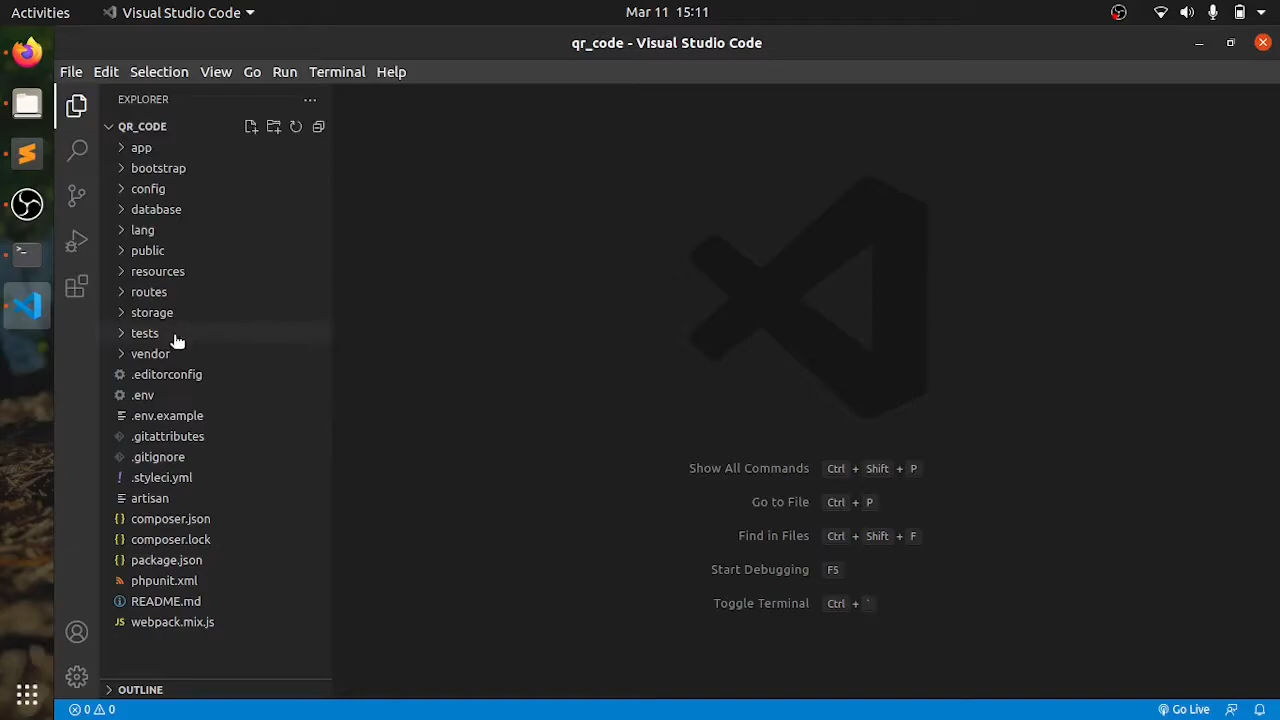 Activities
Visual Studio Code
Mar 11 15:11
qr_code - Visual Studio Code
File Edit Selection View Go Run Terminal Help
EXPLORER
QR_CODE
app
bootstrap
config
database
lang
public
resources
routes
storage
tests
vendor
.editorconfig
.env
.env.example
.gitattributes
.gitignore
.styleci.yml
artisan
composer.json
composer.lock
package.json
phpunit.xml
README.md
webpack.mix.js
OUTLINE
Show All Commands Ctrl + Shift + P
Go to File Ctrl + P
Find in Files Ctrl + Shift + F
Start Debugging F5
Toggle Terminal Ctrl + `
0 0
Go Live